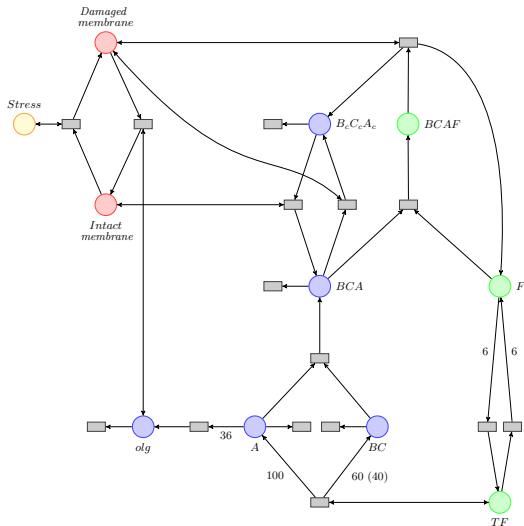 Damaged
membrane
Stress
B_cC_cA_c
BCAF
Intact
membrane
BCA
F
6
6
36
olg
A
BC
100
60 (40)
TF